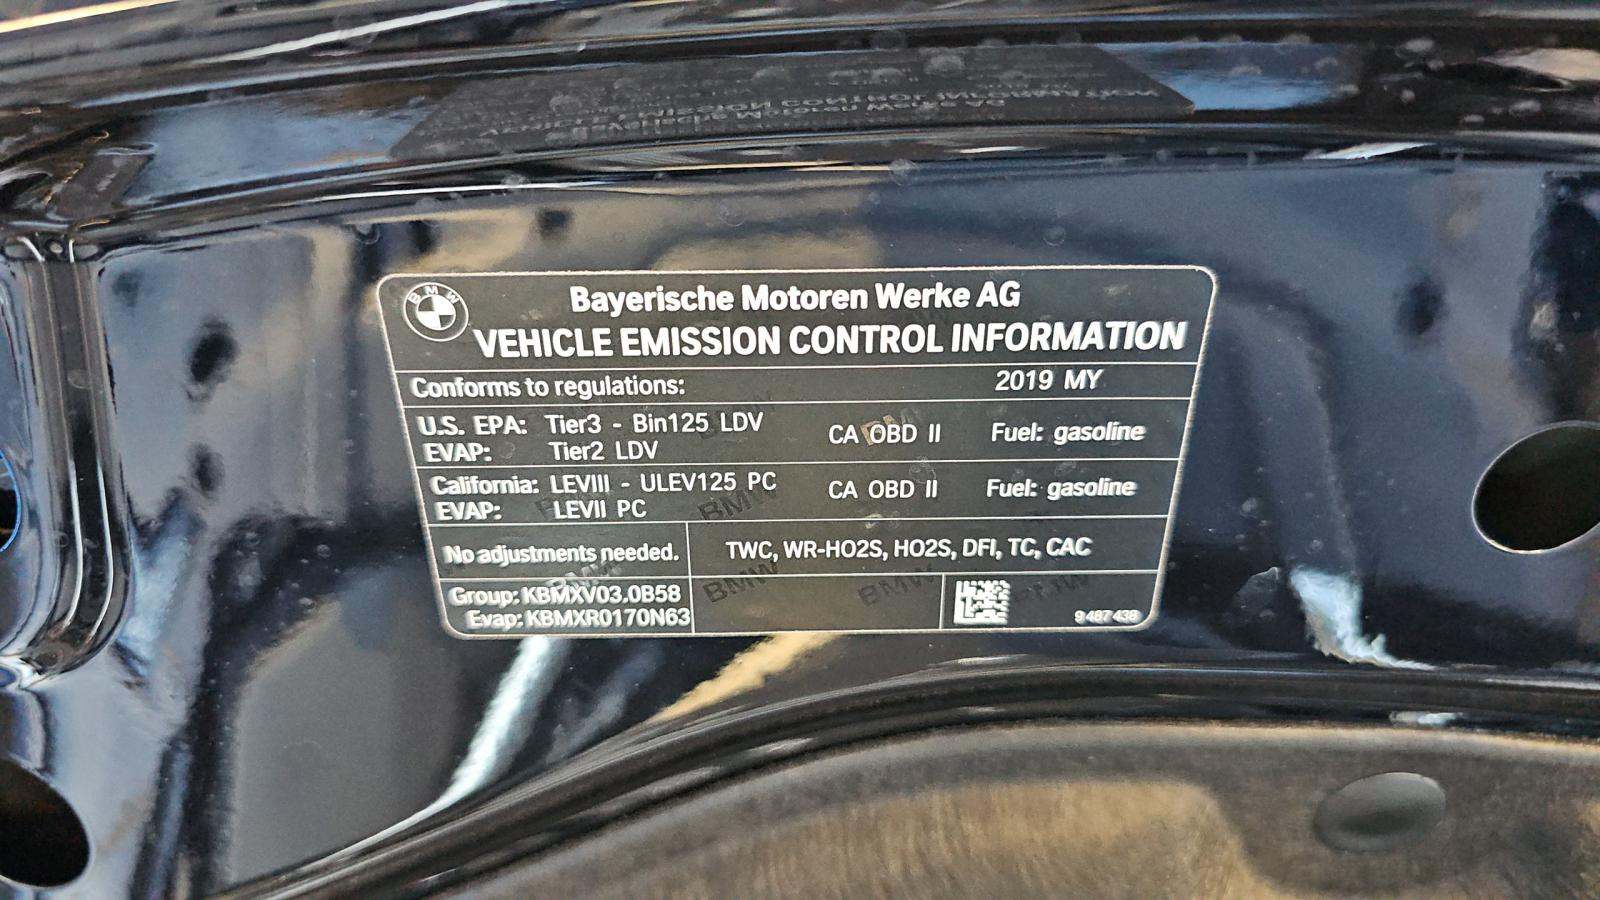 BMW
Bayerische Motoren Werke AG
VEHICLE EMISSION CONTROL INFORMATION
Conforms to regulations: 2019 MY
U.S. EPA: Tier3 - Bin125 LDV CA OBD II Fuel: gasoline
EVAP: Tier2 LDV
California: LEVIII - ULEV125 PC CA OBD II Fuel: gasoline
EVAP: LEVII PC
No adjustments needed. TWC, WR-HO2S, HO2S, DFI, TC, CAC
Group: KBMXV03.0B58
Evap: KBMXR0170N63
9 487 438